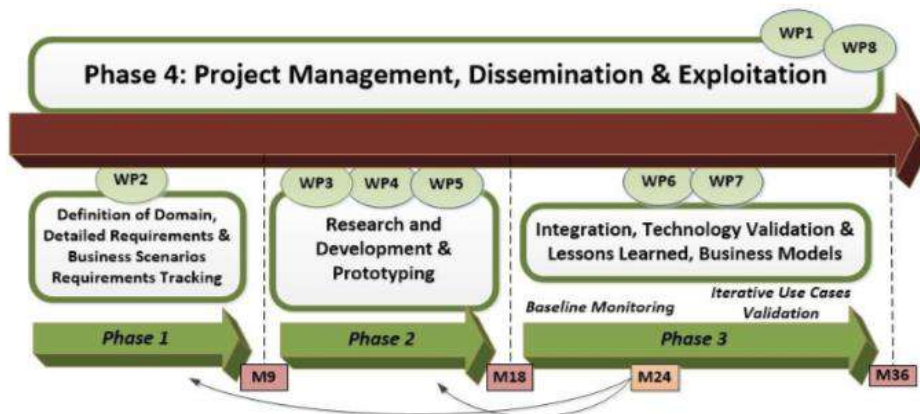 WP1
WP8
Phase 4: Project Management, Dissemination & Exploitation
WP2
WP3
WP4
WP5
WP6
WP7
Definition of Domain,
Detailed Requirements &
Business Scenarios
Requirements Tracking
Research and
Development &
Prototyping
Integration, Technology Validation &
Lessons Learned, Business Models
Baseline Monitoring
Iterative Use Cases
Validation
Phase 1
Phase 2
Phase 3
M9
M18
M24
M36